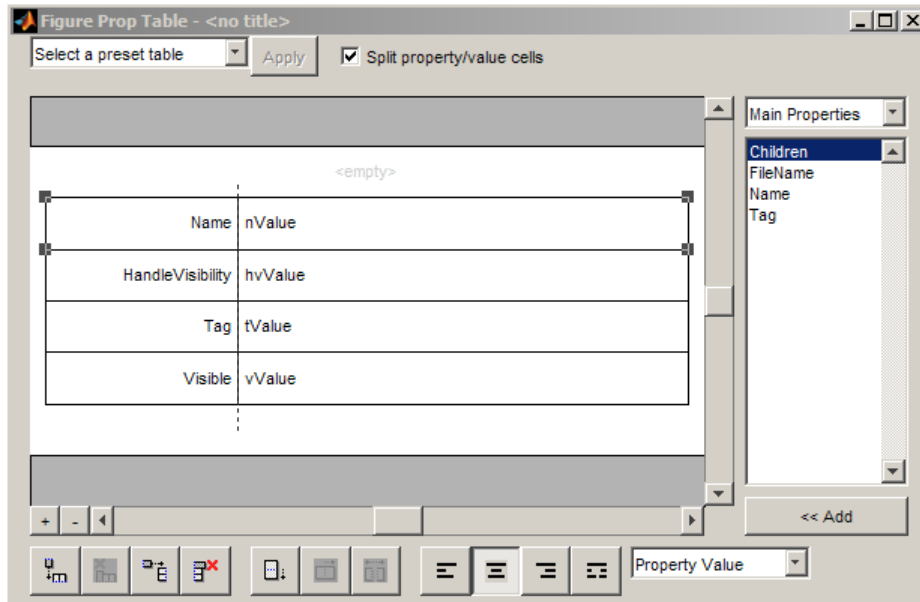 Figure Prop Table - <no title>
Select a preset table
Apply
Split property/value cells
Main Properties
Children
FileName
Name
Tag
<empty>
Name nValue
HandleVisibility hvValue
Tag tValue
Visible vValue
+ -
<< Add
Property Value